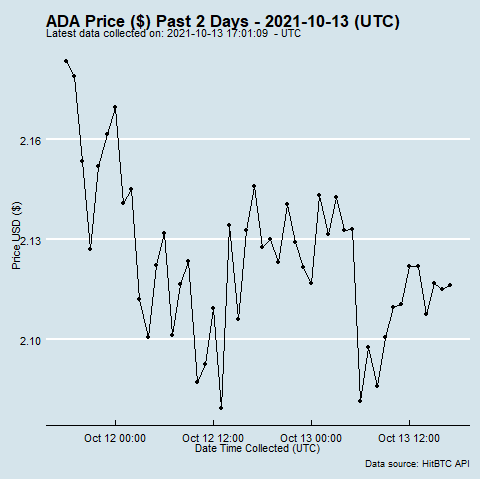 ADA Price ($) Past 2 Days - 2021-10-13 (UTC)
Latest data collected on: 2021-10-13 17:01:09 - UTC
2.16
2.13
2.10
Price USD ($)
Oct 12 00:00 Oct 12 12:00 Oct 13 00:00 Oct 13 12:00
Date Time Collected (UTC)
Data source: HitBTC API